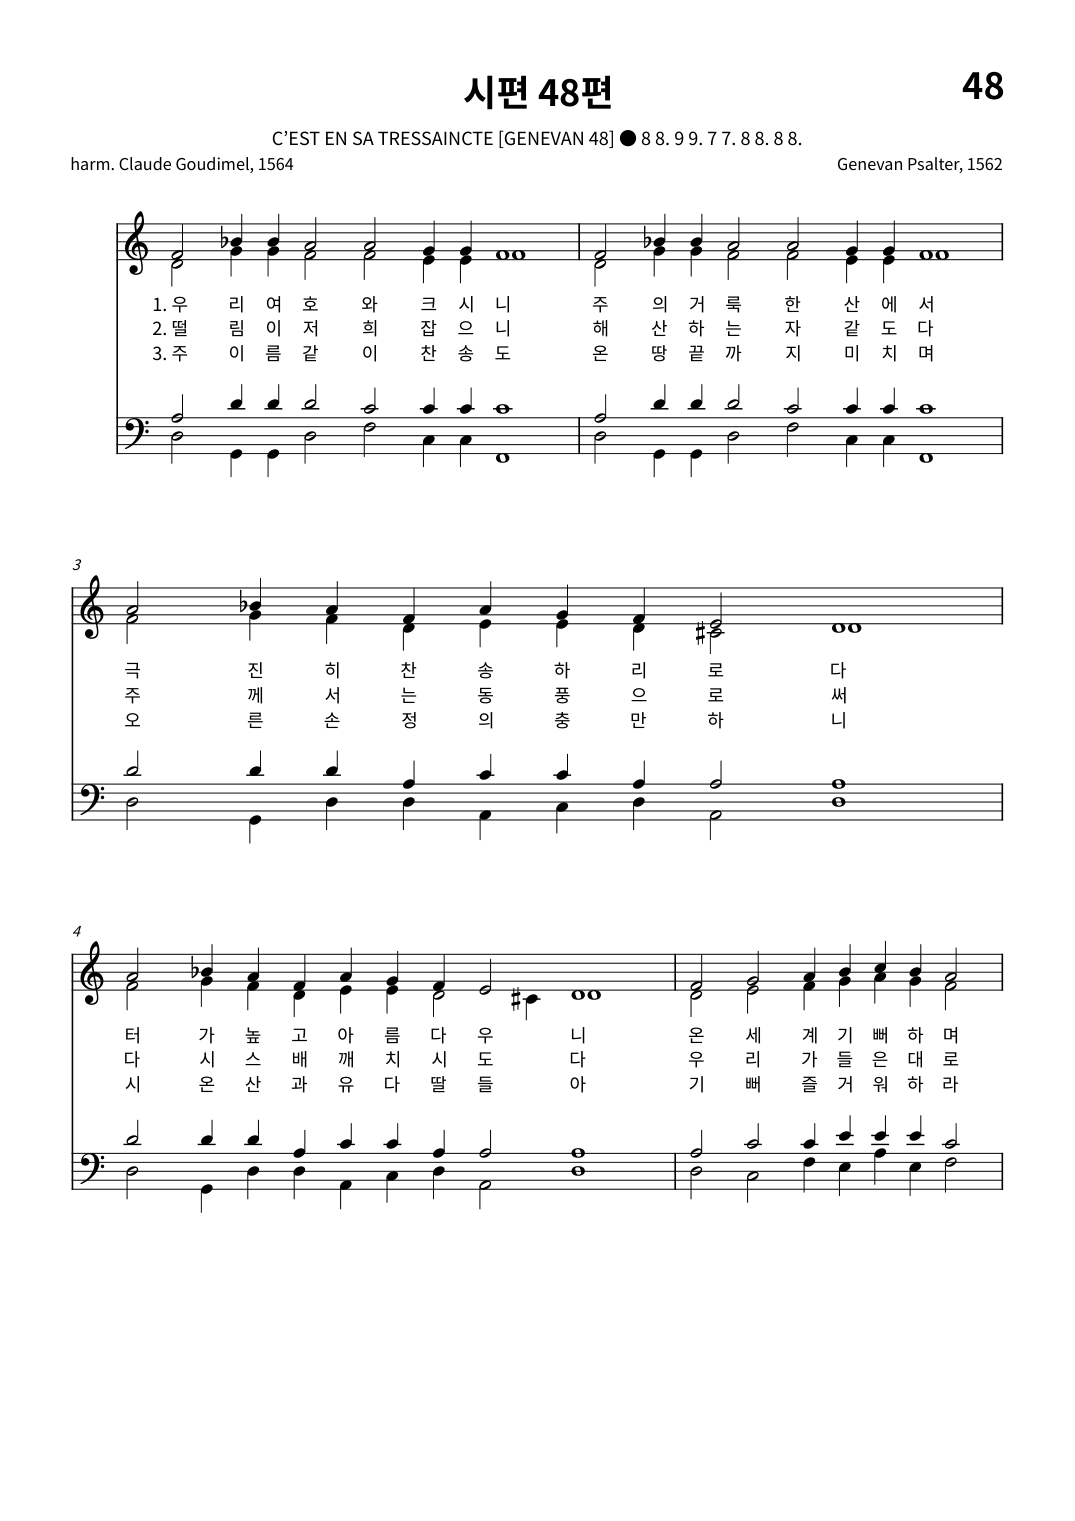 시편 48편
48
C’EST EN SA TRESSAINCTE [GENEVAN 48] ● 8 8. 9 9. 7 7. 8 8. 8 8.
harm. Claude Goudimel, 1564
Genevan Psalter, 1562
1. 우 리 여 호 와 크 시 니 주 의 거 룩 한 산 에 서
2. 떨 림 이 저 희 잡 으 니 해 산 하 는 자 같 도 다
3. 주 이 름 같 이 찬 송 도 온 땅 끝 까 지 미 치 며
3
극 진 히 찬 송 하 리 로 다
주 께 서 는 동 풍 으 로 써
오 른 손 정 의 충 만 하 니
4
터 가 높 고 아 름 다 우 니 온 세 계 기 뻐 하 며
다 시 스 배 깨 치 시 도 다 우 리 가 들 은 대 로
시 온 산 과 유 다 딸 들 아 기 뻐 즐 거 워 하 라